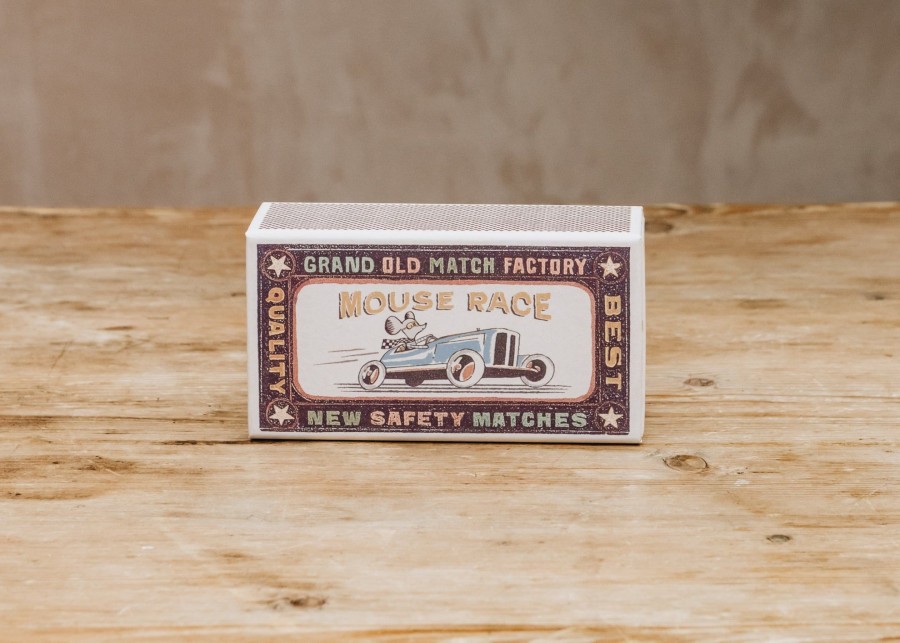 GRAND OLD MATCH FACTORY
MOUSE RACE
QUALITY
BEST
NEW SAFETY MATCHES